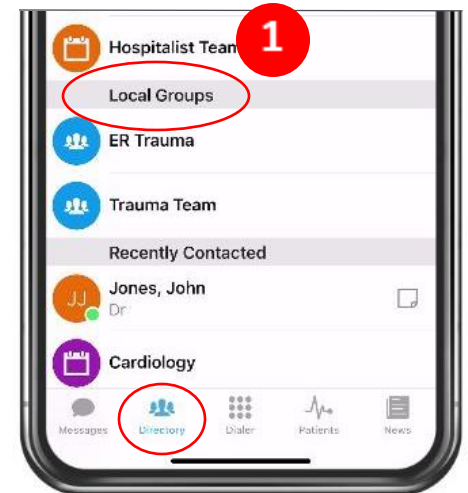 Hospitalist Team
1
Local Groups
ER Trauma
Trauma Team
Recently Contacted
JJ
Jones, John
Dr
Cardiology
Messages
Directory
Dialer
Patients
News